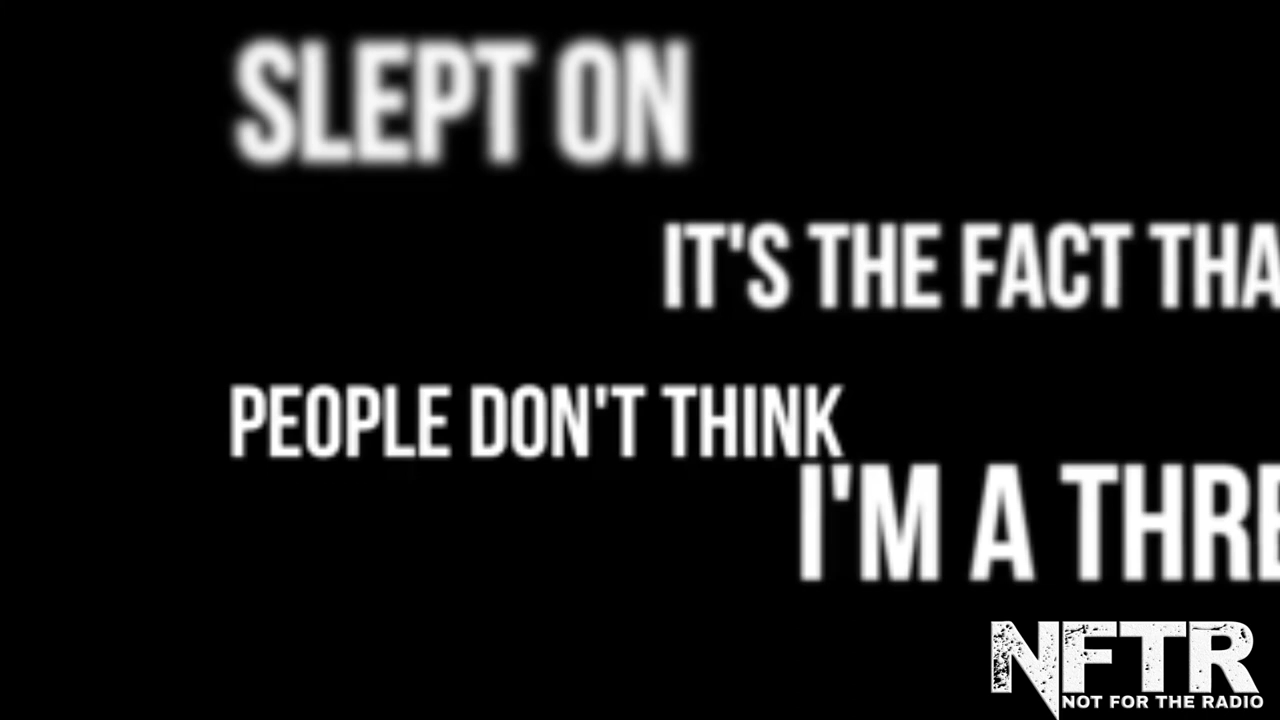 SLEPT ON
IT'S THE FACT THA
PEOPLE DON'T THINK
I'M A THRE
NFTR
NOT FOR THE RADIO